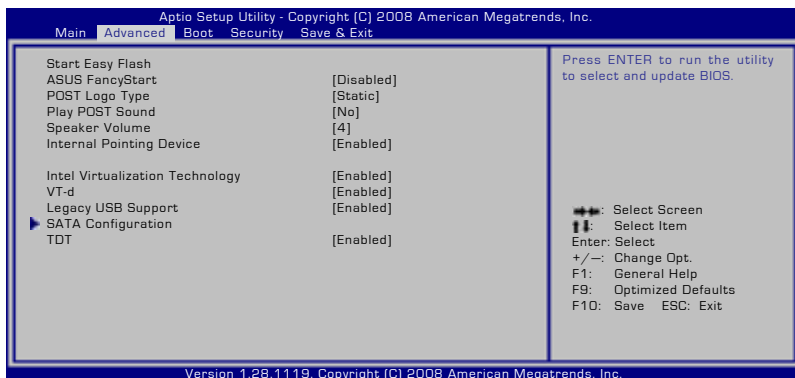 Aptio Setup Utility - Copyright (C) 2008 American Megatrends, Inc.
Main Advanced Boot Security Save & Exit
Start Easy Flash
ASUS FancyStart [Disabled]
POST Logo Type [Static]
Play POST Sound [No]
Speaker Volume [4]
Internal Pointing Device [Enabled]
Intel Virtualization Technology [Enabled]
VT-d [Enabled]
Legacy USB Support [Enabled]
SATA Configuration
TDT [Enabled]
Press ENTER to run the utility
to select and update BIOS.
→←: Select Screen
↑↓: Select Item
Enter: Select
+/—: Change Opt.
F1: General Help
F9: Optimized Defaults
F10: Save ESC: Exit
Version 1.28.1119. Copyright (C) 2008 American Megatrends, Inc.